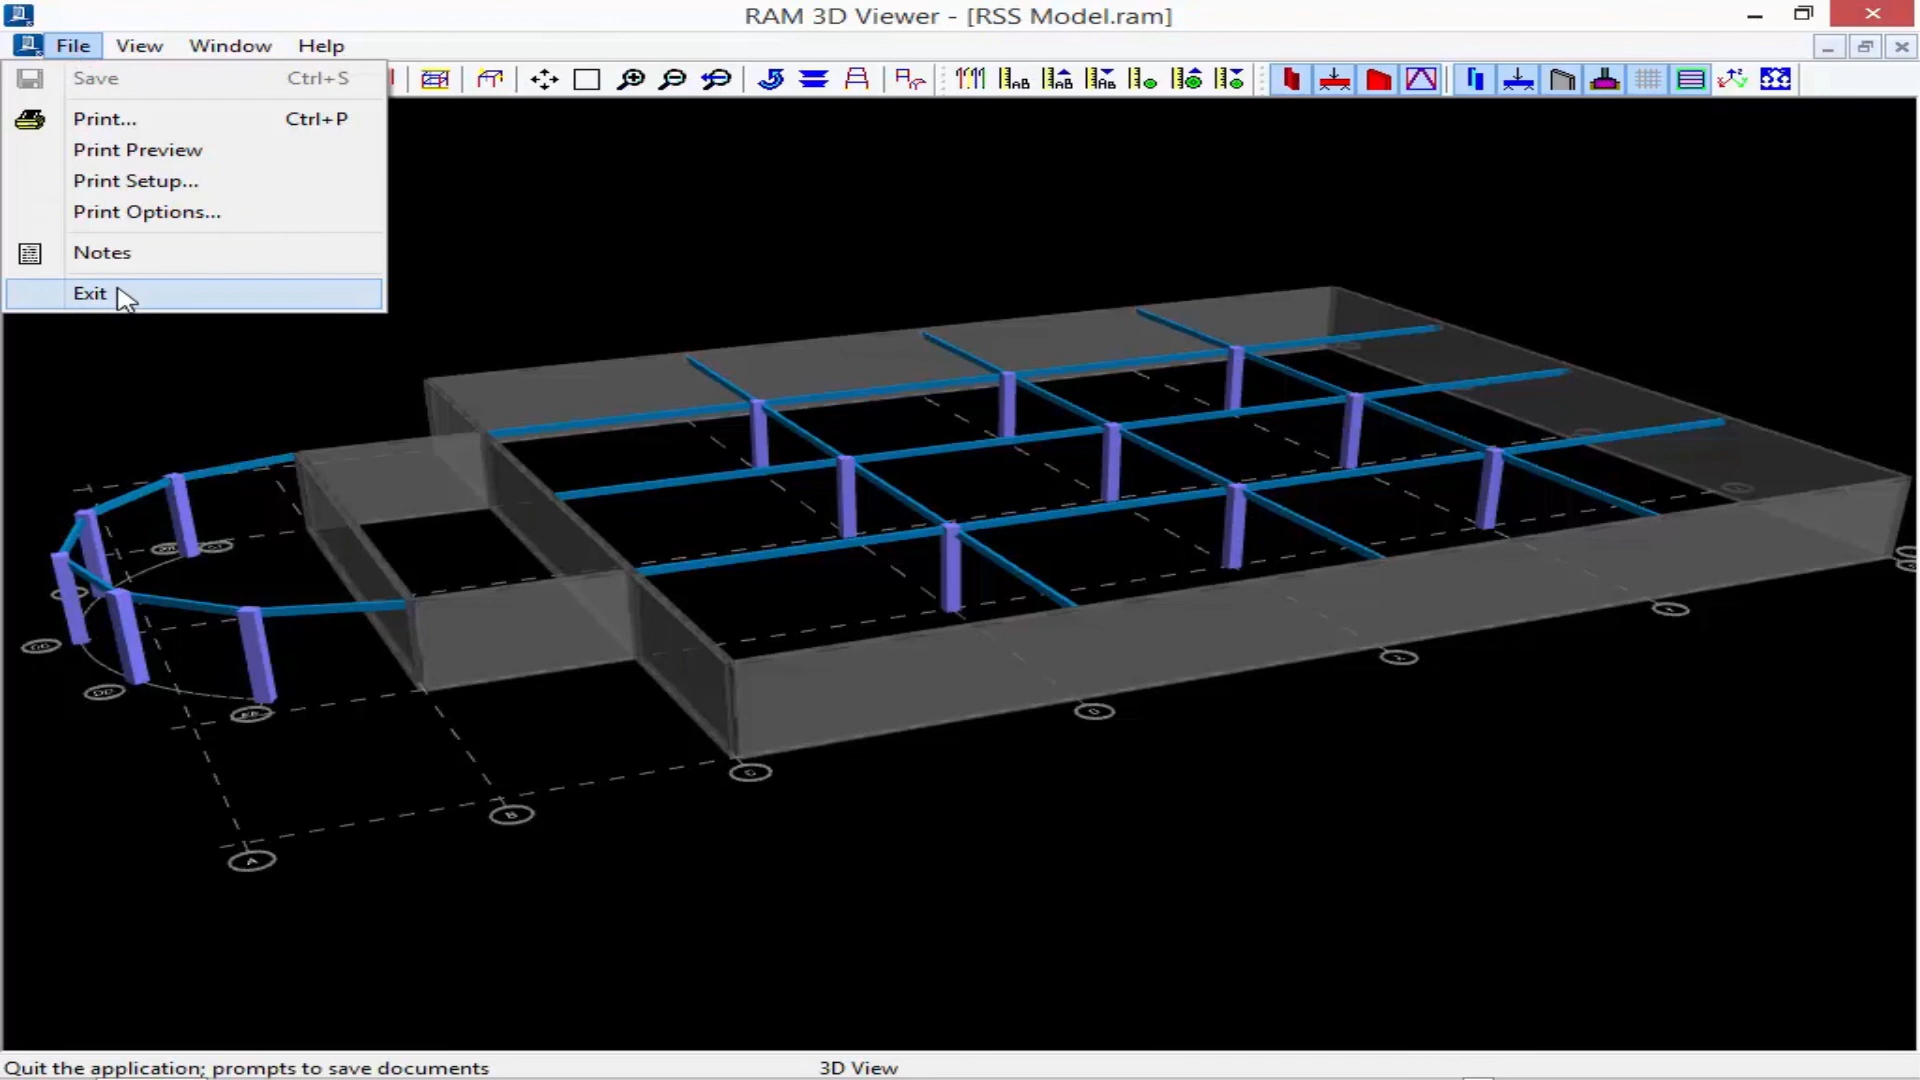 RAM 3D Viewer - [RSS Model.ram]
File View Window Help
Save Ctrl+S
Print... Ctrl+P
Print Preview
Print Setup...
Print Options...
Notes
Exit
A
B
Quit the application; prompts to save documents 3D View